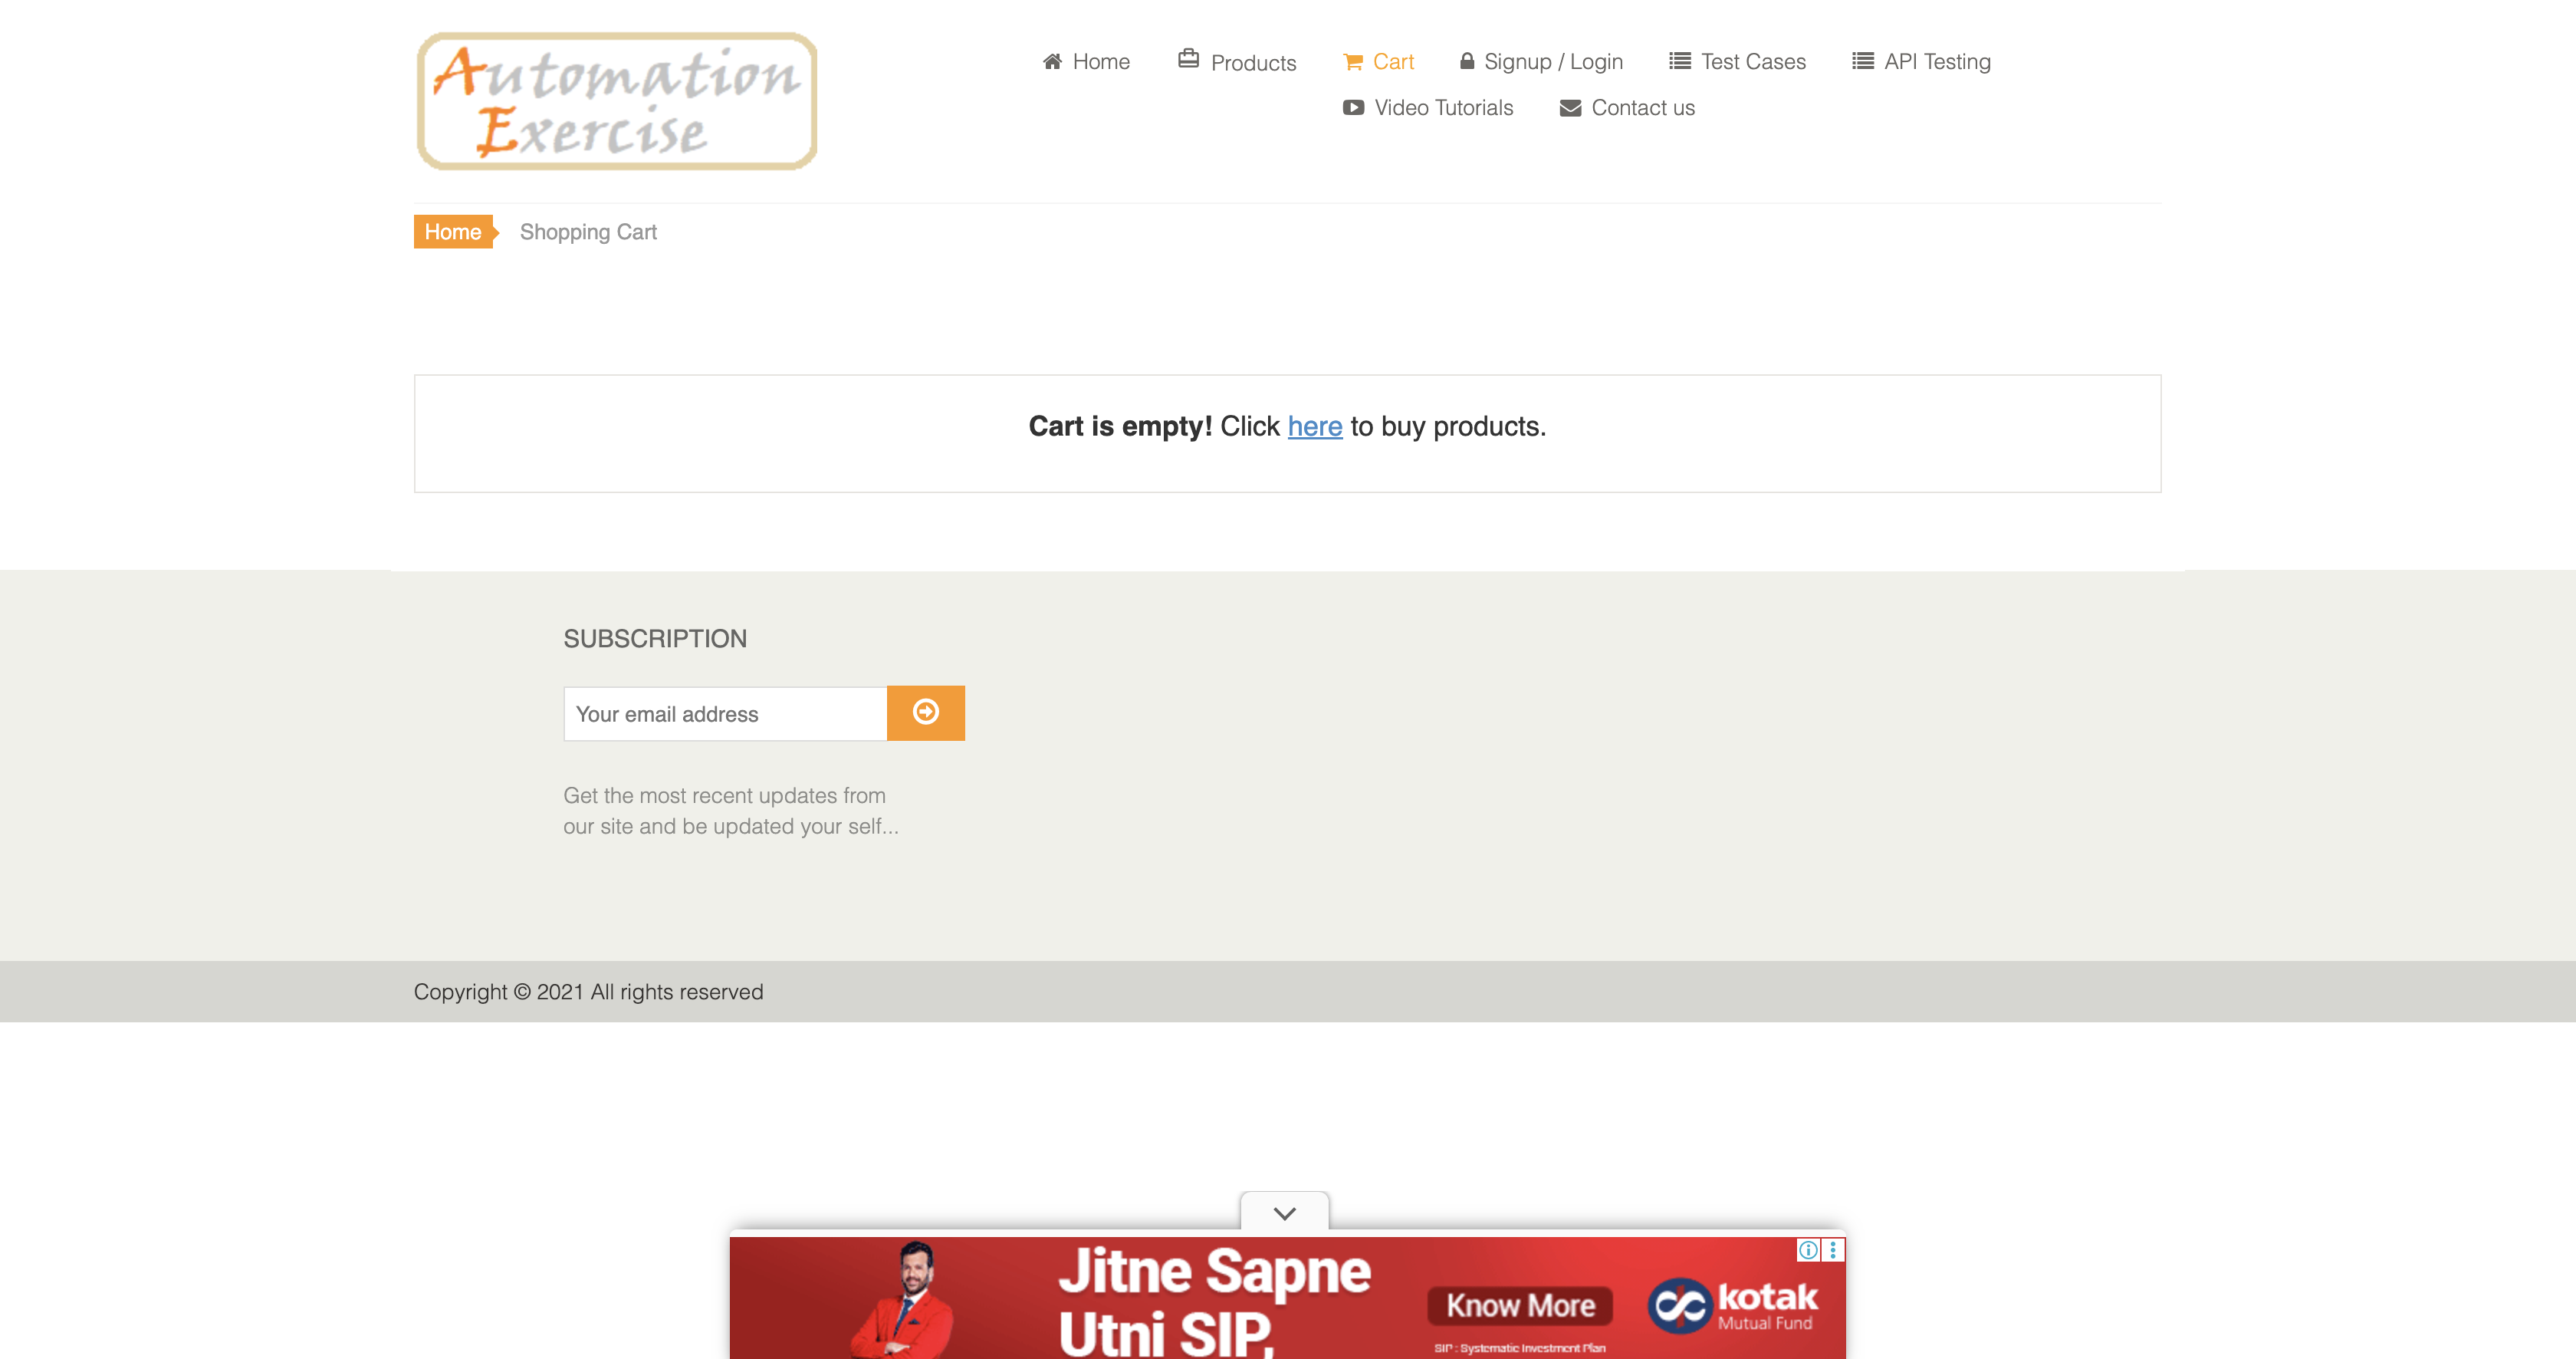 Automation
Exercise
Home
Products
Cart
Signup / Login
Test Cases
API Testing
Video Tutorials
Contact us
Home
Shopping Cart
Cart is empty! Click here to buy products.
SUBSCRIPTION
Your email address
Get the most recent updates from
our site and be updated your self...
Copyright © 2021 All rights reserved
Jitne Sapne
Utni SIP,
Know More
SIP : Systematic Investment Plan
kotak
Mutual Fund